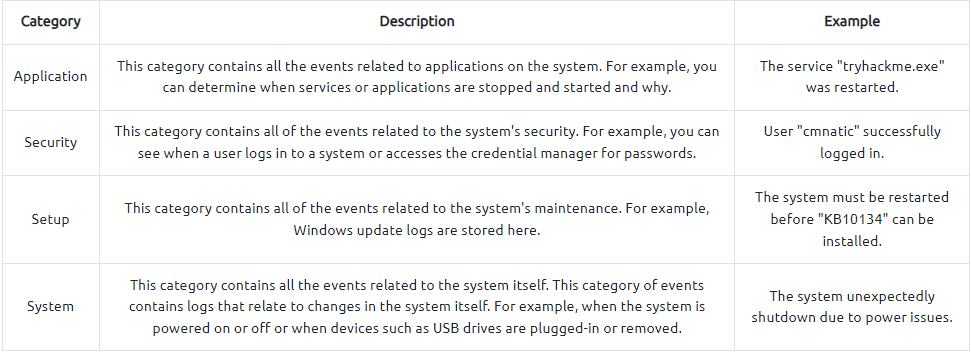 Category Description Example
Application
This category contains all the events related to applications on the system. For example, you
can determine when services or applications are stopped and started and why.
The service "tryhackme.exe"
was restarted.
Security
This category contains all of the events related to the system's security. For example, you can
see when a user logs in to a system or accesses the credential manager for passwords.
User "cmnatic" successfully
logged in.
Setup
This category contains all of the events related to the system's maintenance. For example,
Windows update logs are stored here.
The system must be restarted
before "KB10134" can be
installed.
System
This category contains all the events related to the system itself. This category of events
contains logs that relate to changes in the system itself. For example, when the system is
powered on or off or when devices such as USB drives are plugged-in or removed.
The system unexpectedly
shutdown due to power issues.